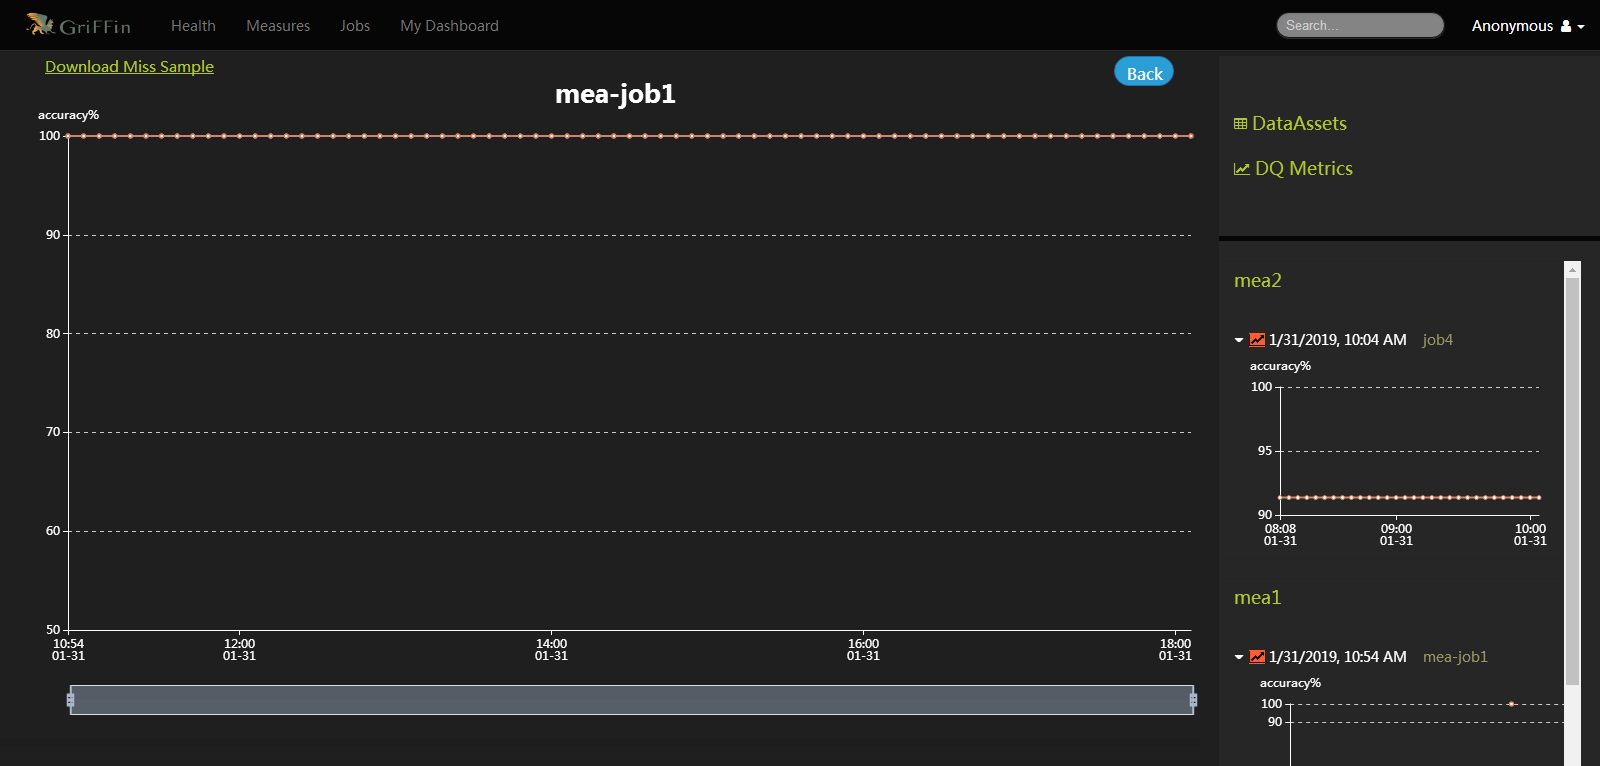 GriFFin Health Measures Jobs My Dashboard Search... Anonymous
Download Miss Sample
Back
mea-job1
accuracy%
100
90
80
70
60
50
10:54 12:00 14:00 16:00 18:00
01-31 01-31 01-31 01-31 01-31
DataAssets
DQ Metrics
mea2
1/31/2019, 10:04 AM job4
accuracy%
100
95
90
08:08 09:00 10:00
01-31 01-31 01-31
mea1
1/31/2019, 10:54 AM mea-job1
accuracy%
100
90